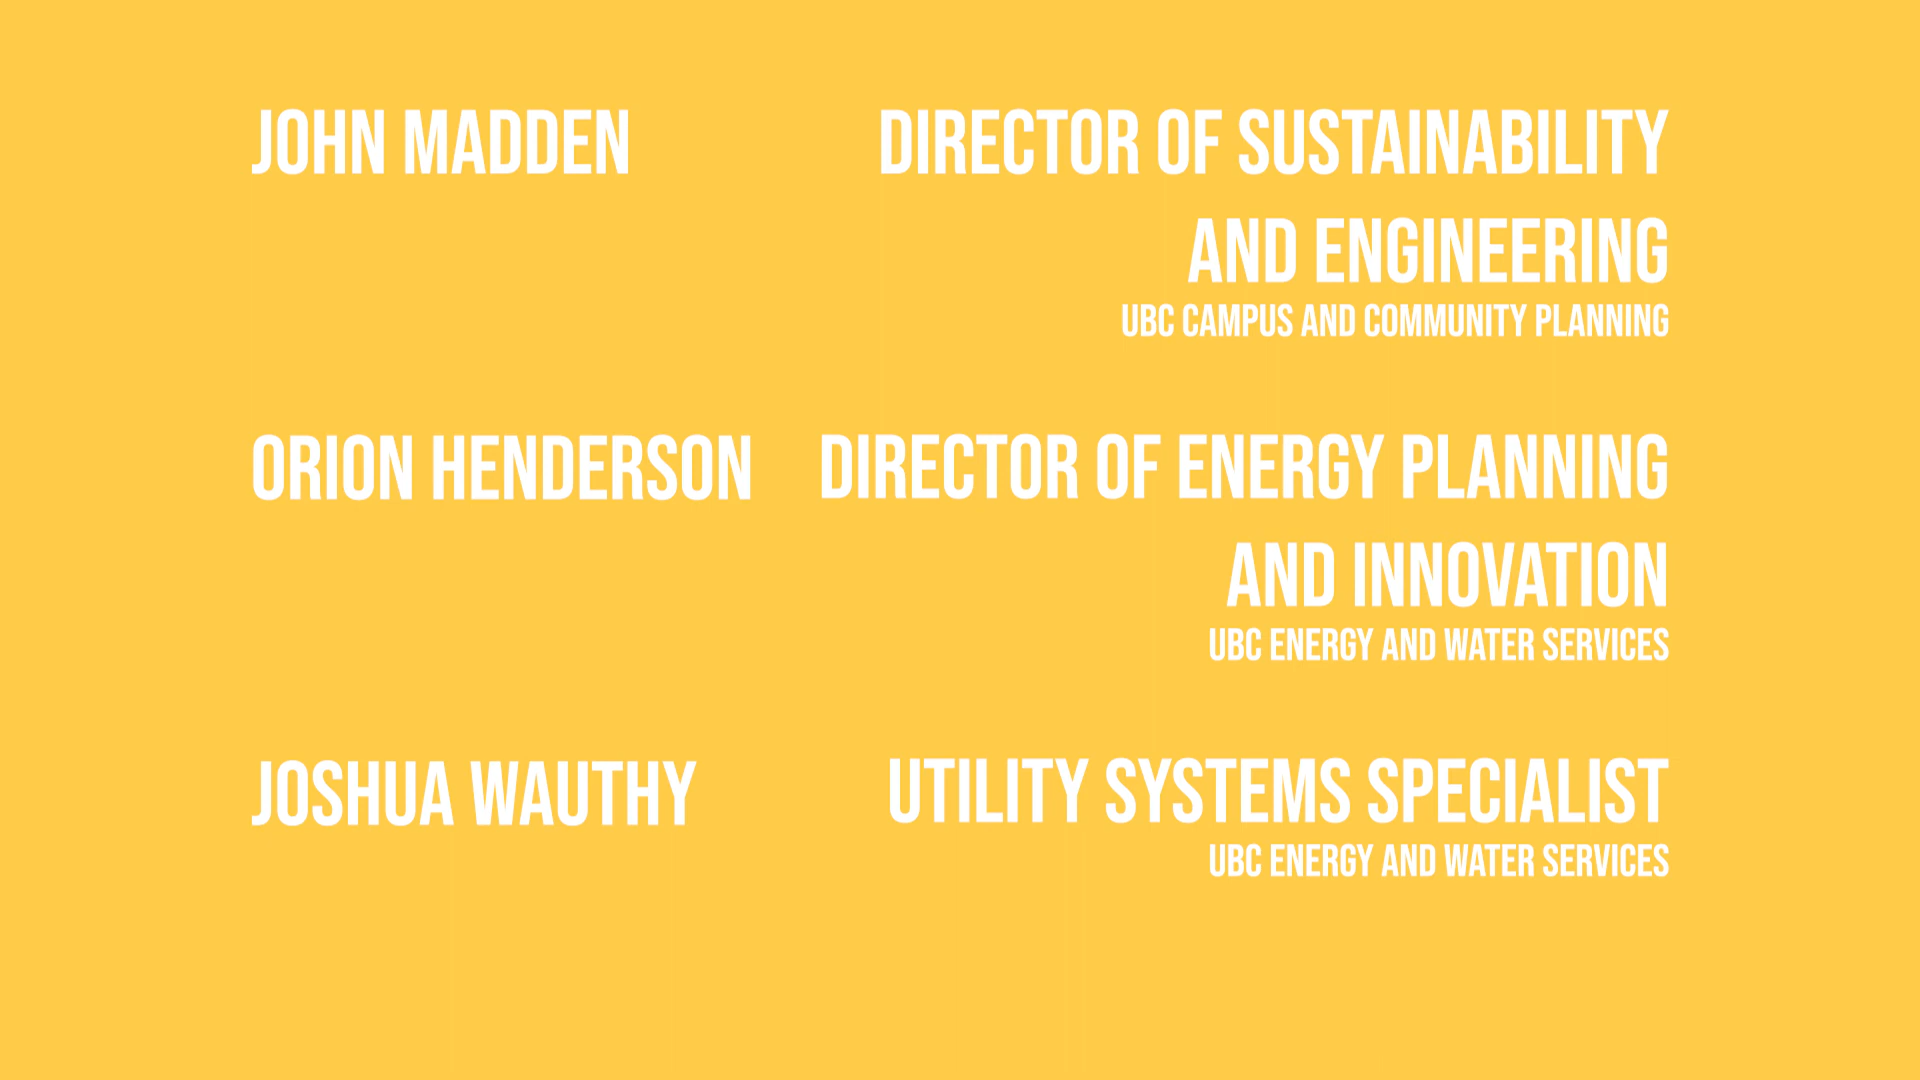 JOHN MADDEN DIRECTOR OF SUSTAINABILITY
AND ENGINEERING
UBC CAMPUS AND COMMUNITY PLANNING
ORION HENDERSON DIRECTOR OF ENERGY PLANNING
AND INNOVATION
UBC ENERGY AND WATER SERVICES
JOSHUA WAUTHY UTILITY SYSTEMS SPECIALIST
UBC ENERGY AND WATER SERVICES